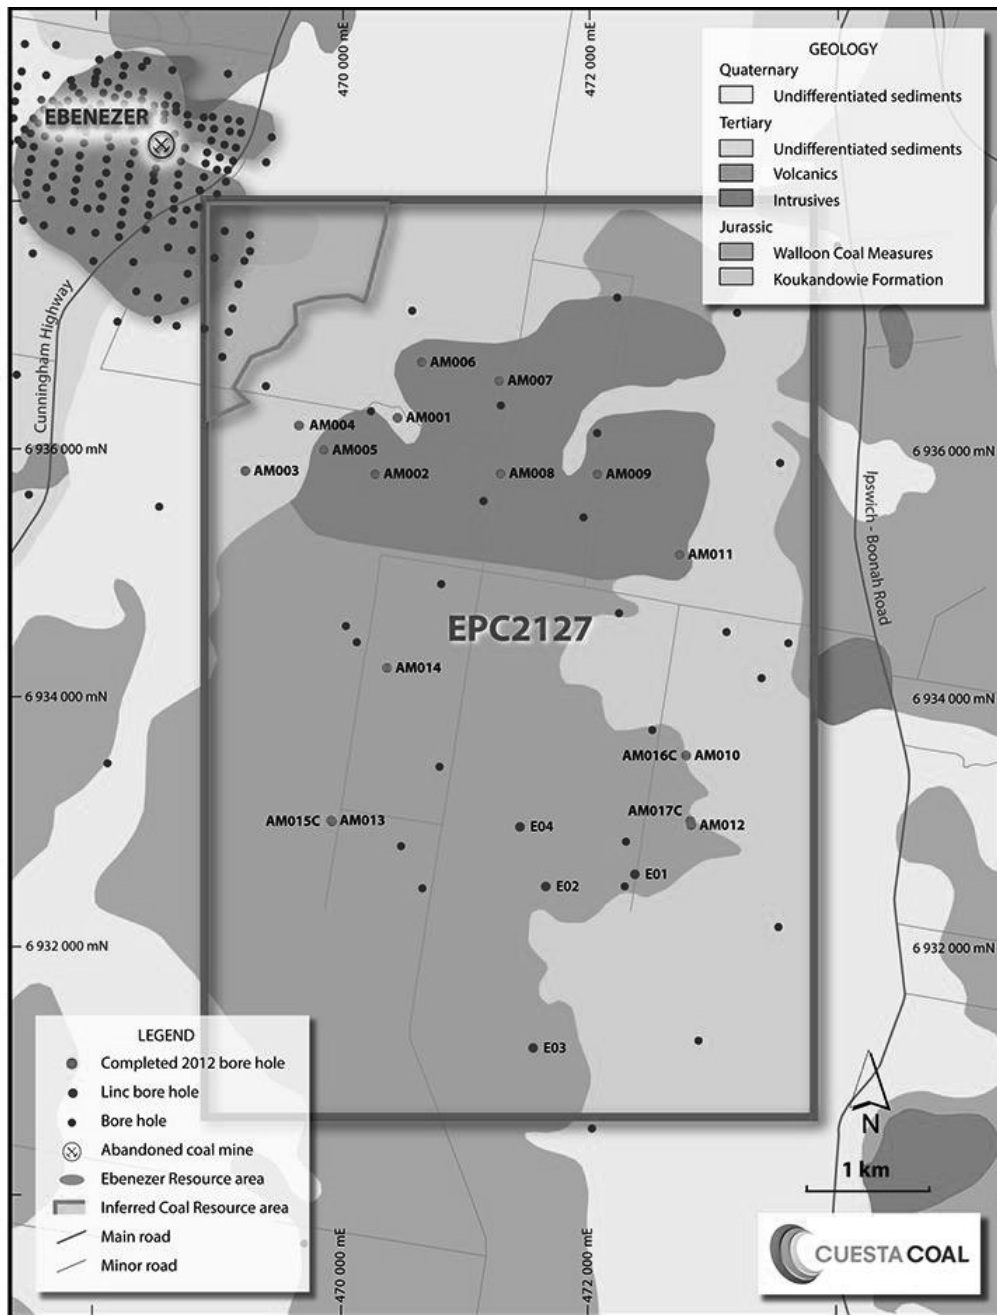 470 000 mE
472 000 mE
GEOLOGY
Quaternary
Undifferentiated sediments
Tertiary
Undifferentiated sediments
Volcanics
Intrusives
Jurassic
Walloon Coal Measures
Koukandowie Formation
EBENEZER
Cunningham Highway
AM006
AM007
AM001
AM004
AM005
6 936 000 mN
6 936 000 mN
AM003
AM002
AM008
AM009
Ipswich - Boonah Road
AM011
EPC2127
AM014
6 934 000 mN
6 934 000 mN
AM016C
AM010
AM017C
AM015C
AM013
E04
AM012
E01
E02
6 932 000 mN
6 932 000 mN
E03
LEGEND
Completed 2012 bore hole
Linc bore hole
Bore hole
Abandoned coal mine
Ebenezer Resource area
Inferred Coal Resource area
Main road
Minor road
N
1 km
CUESTA COAL
470 000 mE
472 000 mE